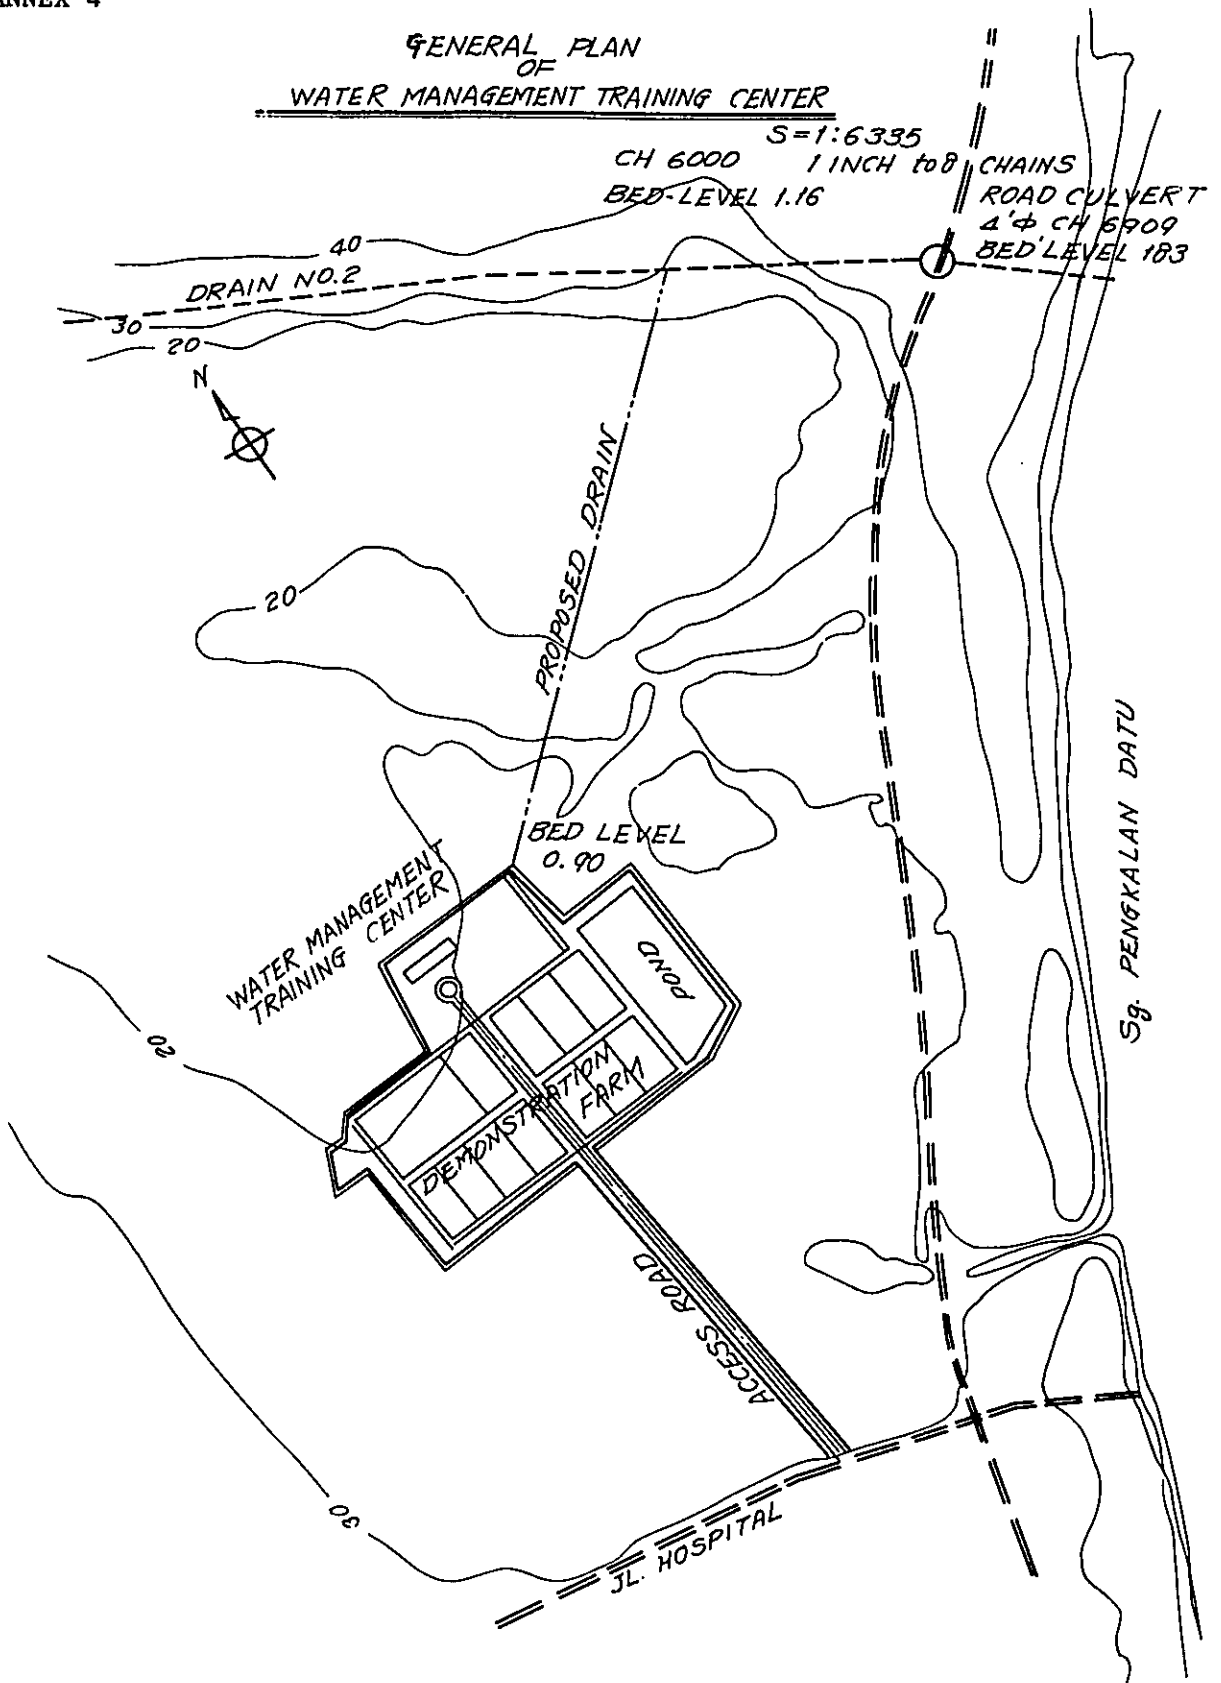 ANNEX 4
GENERAL PLAN
OF
WATER MANAGEMENT TRAINING CENTER
S=1:6335
CH 6000
1 INCH to 8 CHAINS
BED-LEVEL 1.16
ROAD CULVERT
4'Φ CH 6909
BED LEVEL 183
40
DRAIN NO.2
30
20
N
PROPOSED DRAIN
20
Sg. PENGKALAN DATU
BED LEVEL
0.90
WATER MANAGEMENT
TRAINING CENTER
POND
20
DEMONSTRATION
FARM
ACCESS ROAD
30
JL. HOSPITAL